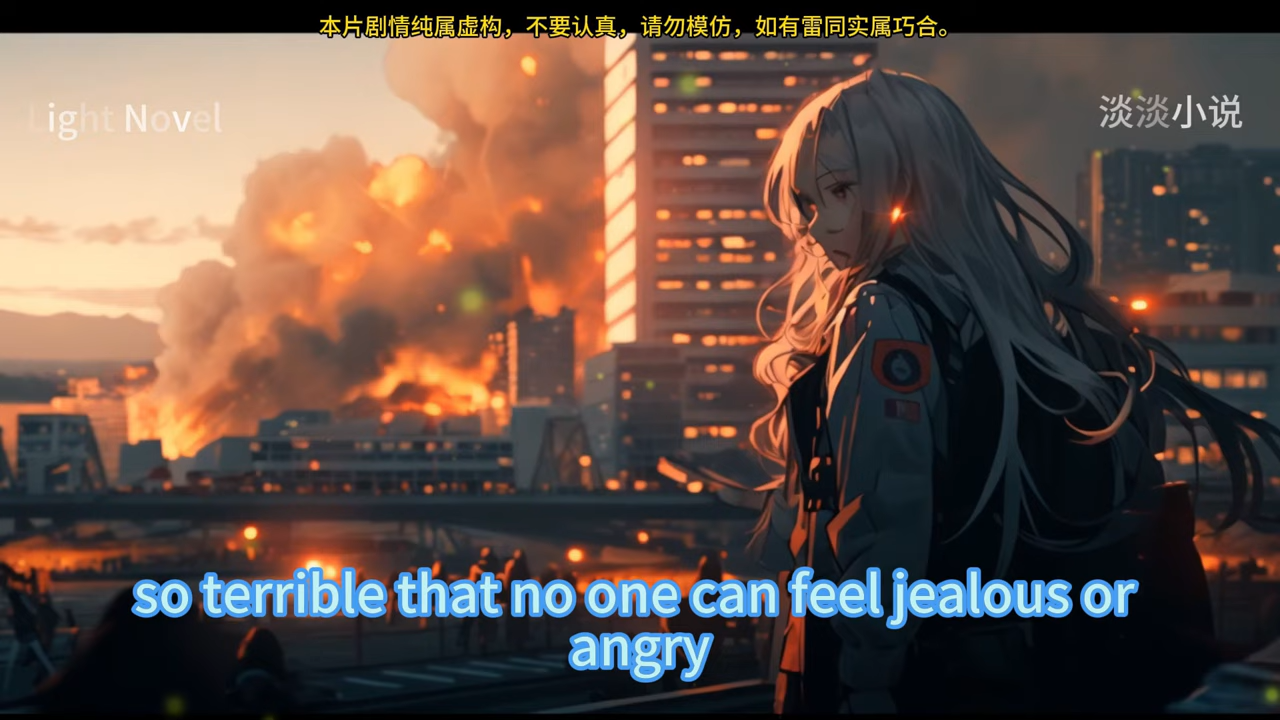 本片剧情纯属虚构，不要认真，请勿模仿，如有雷同实属巧合。
Light Novel
淡淡小说
so terrible that no one can feel jealous or
angry